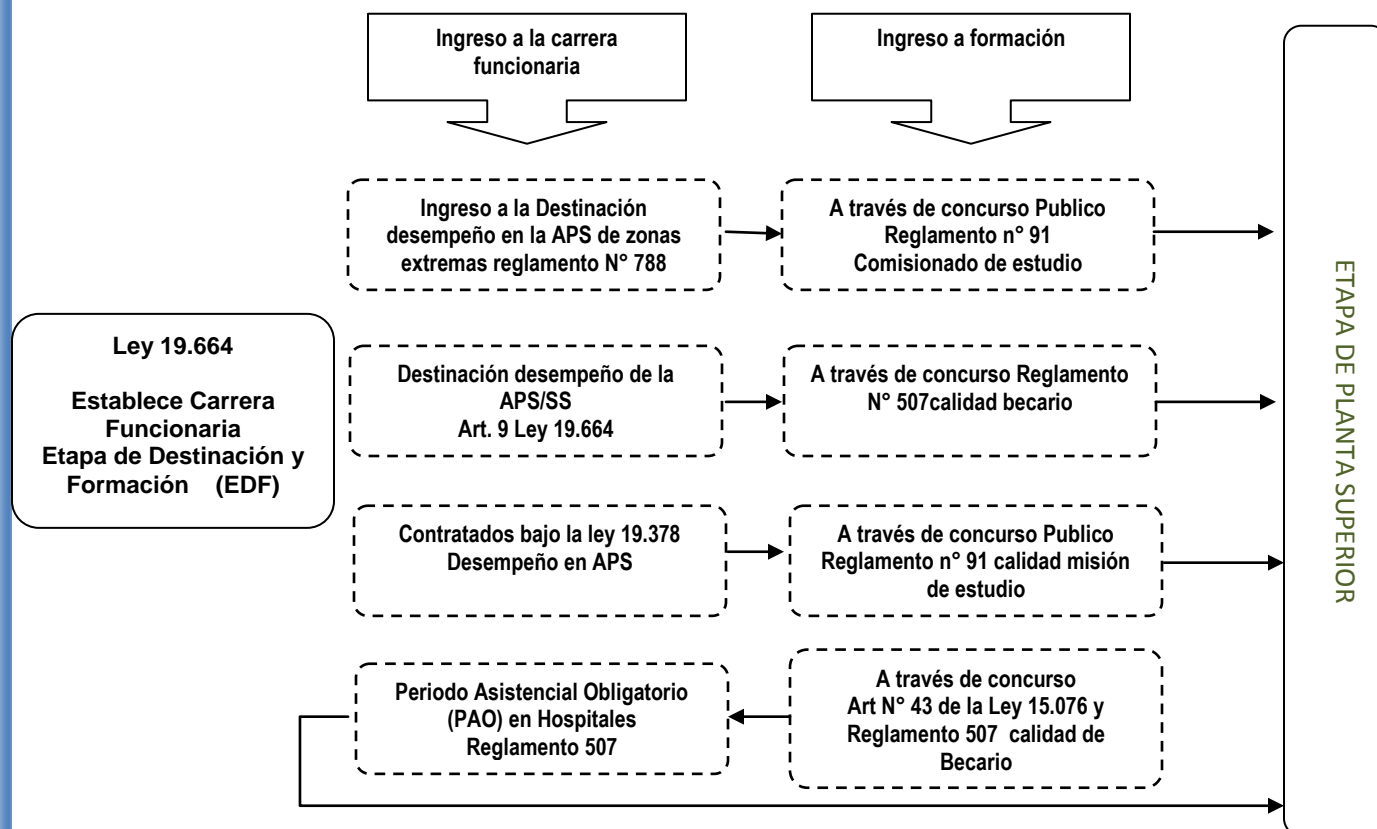 Ingreso a la carrera
funcionaria
Ingreso a formación
Ingreso a la Destinación
desempeño en la APS de zonas
extremas reglamento N° 788
A través de concurso Publico
Reglamento n° 91
Comisionado de estudio
Ley 19.664
Establece Carrera
Funcionaria
Etapa de Destinación y
Formación (EDF)
Destinación desempeño de la
APS/SS
Art. 9 Ley 19.664
A través de concurso Reglamento
N° 507calidad becario
Contratados bajo la ley 19.378
Desempeño en APS
A través de concurso Publico
Reglamento n° 91 calidad misión
de estudio
Periodo Asistencial Obligatorio
(PAO) en Hospitales
Reglamento 507
A través de concurso
Art N° 43 de la Ley 15.076 y
Reglamento 507 calidad de
Becario
ETAPA DE PLANTA SUPERIOR